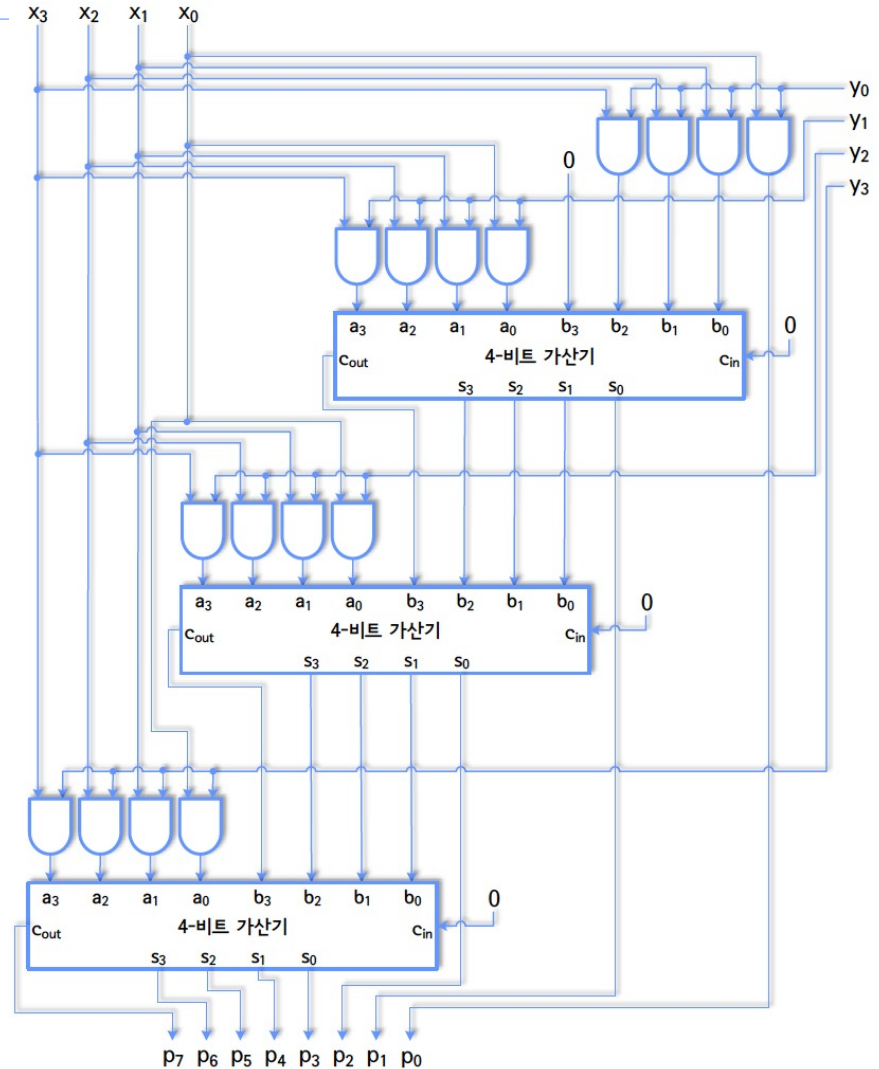 x₃ x₂ x₁ x₀
y₀
y₁
y₂
0
y₃
a₃ a₂ a₁ a₀ b₃ b₂ b₁ b₀
0
4-비트 가산기
cout
cin
s₃ s₂ s₁ s₀
a₃ a₂ a₁ a₀ b₃ b₂ b₁ b₀
0
4-비트 가산기
cout
cin
s₃ s₂ s₁ s₀
a₃ a₂ a₁ a₀ b₃ b₂ b₁ b₀
0
4-비트 가산기
cout
cin
s₃ s₂ s₁ s₀
p₇ p₆ p₅ p₄ p₃ p₂ p₁ p₀